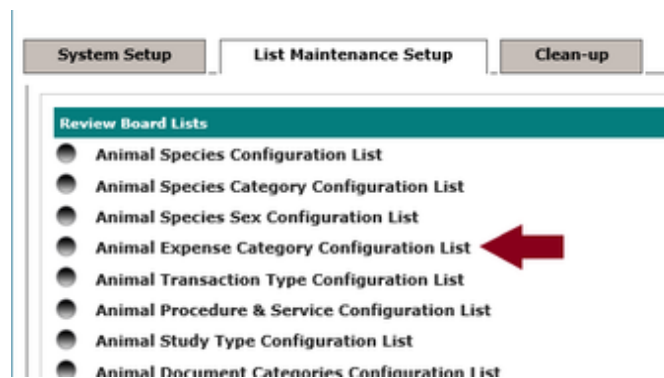 System Setup
List Maintenance Setup
Clean-up
Review Board Lists
Animal Species Configuration List
Animal Species Category Configuration List
Animal Species Sex Configuration List
Animal Expense Category Configuration List
Animal Transaction Type Configuration List
Animal Procedure & Service Configuration List
Animal Study Type Configuration List
Animal Document Categories Configuration List